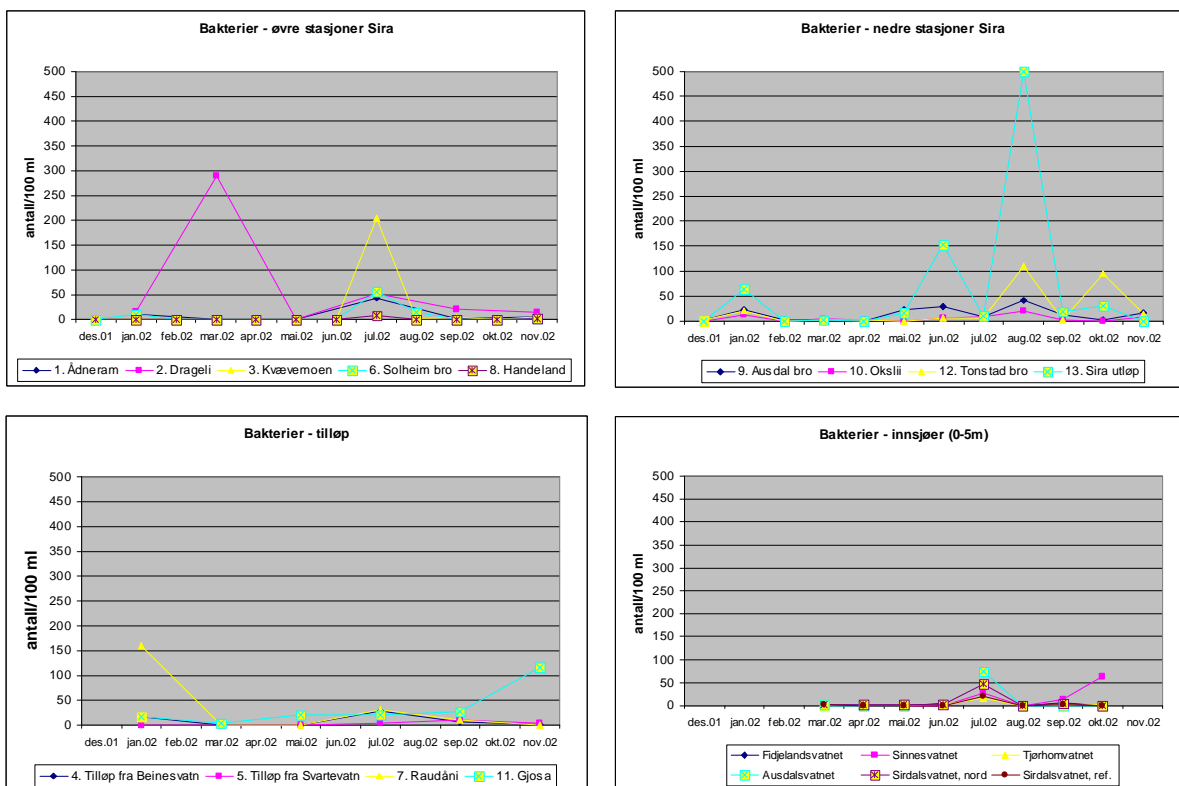 Bakterier - øvre stasjoner Sira
antall/100 ml
500
450
400
350
300
250
200
150
100
50
0
des.01 jan.02 feb.02 mar.02 apr.02 mai.02 jun.02 jul.02 aug.02 sep.02 okt.02 nov.02
1. Ådneram 2. Drageli 3. Kvævemoen 6. Solheim bro 8. Handeland
Bakterier - nedre stasjoner Sira
antall/100 ml
500
450
400
350
300
250
200
150
100
50
0
des.01 jan.02 feb.02 mar.02 apr.02 mai.02 jun.02 jul.02 aug.02 sep.02 okt.02 nov.02
9. Ausdal bro 10. Okslii 12. Tonstad bro 13. Sira utløp
Bakterier - tilløp
antall/100 ml
500
450
400
350
300
250
200
150
100
50
0
des.01 jan.02 feb.02 mar.02 apr.02 mai.02 jun.02 jul.02 aug.02 sep.02 okt.02 nov.02
4. Tilløp fra Beinesvatn 5. Tilløp fra Svartevatn 7. Raudåni 11. Gjosa
Bakterier - innsjøer (0-5m)
antall/100 ml
500
450
400
350
300
250
200
150
100
50
0
des.01 jan.02 feb.02 mar.02 apr.02 mai.02 jun.02 jul.02 aug.02 sep.02 okt.02 nov.02
Fidjelandsvatnet Sinnesvatnet Tjørhomvatnet
Ausdalsvatnet Sirdalsvatnet, nord Sirdalsvatnet, ref.